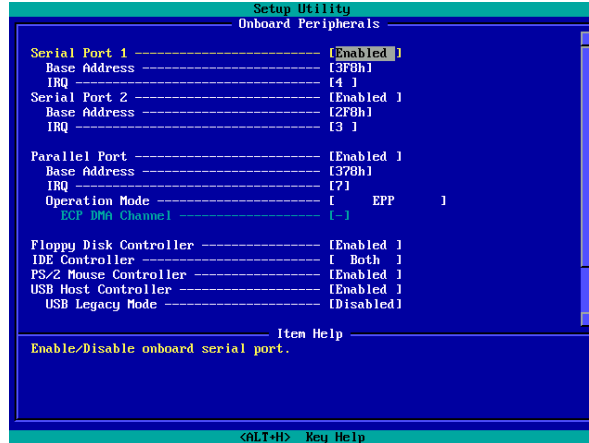 Setup Utility
Onboard Peripherals
Serial Port 1 ------------------------- [Enabled ]
Base Address ---------------------- [3F8h]
IRQ --------------------------------- [4 ]
Serial Port 2 ------------------------- [Enabled ]
Base Address ---------------------- [2F8h]
IRQ --------------------------------- [3 ]
Parallel Port ------------------------- [Enabled ]
Base Address ---------------------- [378h]
IRQ --------------------------------- [7]
Operation Mode ---------------------- [ EPP ]
ECP DMA Channel ------------------- [-]
Floppy Disk Controller ---------------- [Enabled ]
IDE Controller ------------------------ [ Both ]
PS/2 Mouse Controller ----------------- [Enabled ]
USB Host Controller ------------------- [Enabled ]
USB Legacy Mode --------------------- [Disabled]
Item Help
Enable/Disable onboard serial port.
<ALT+H> Key Help